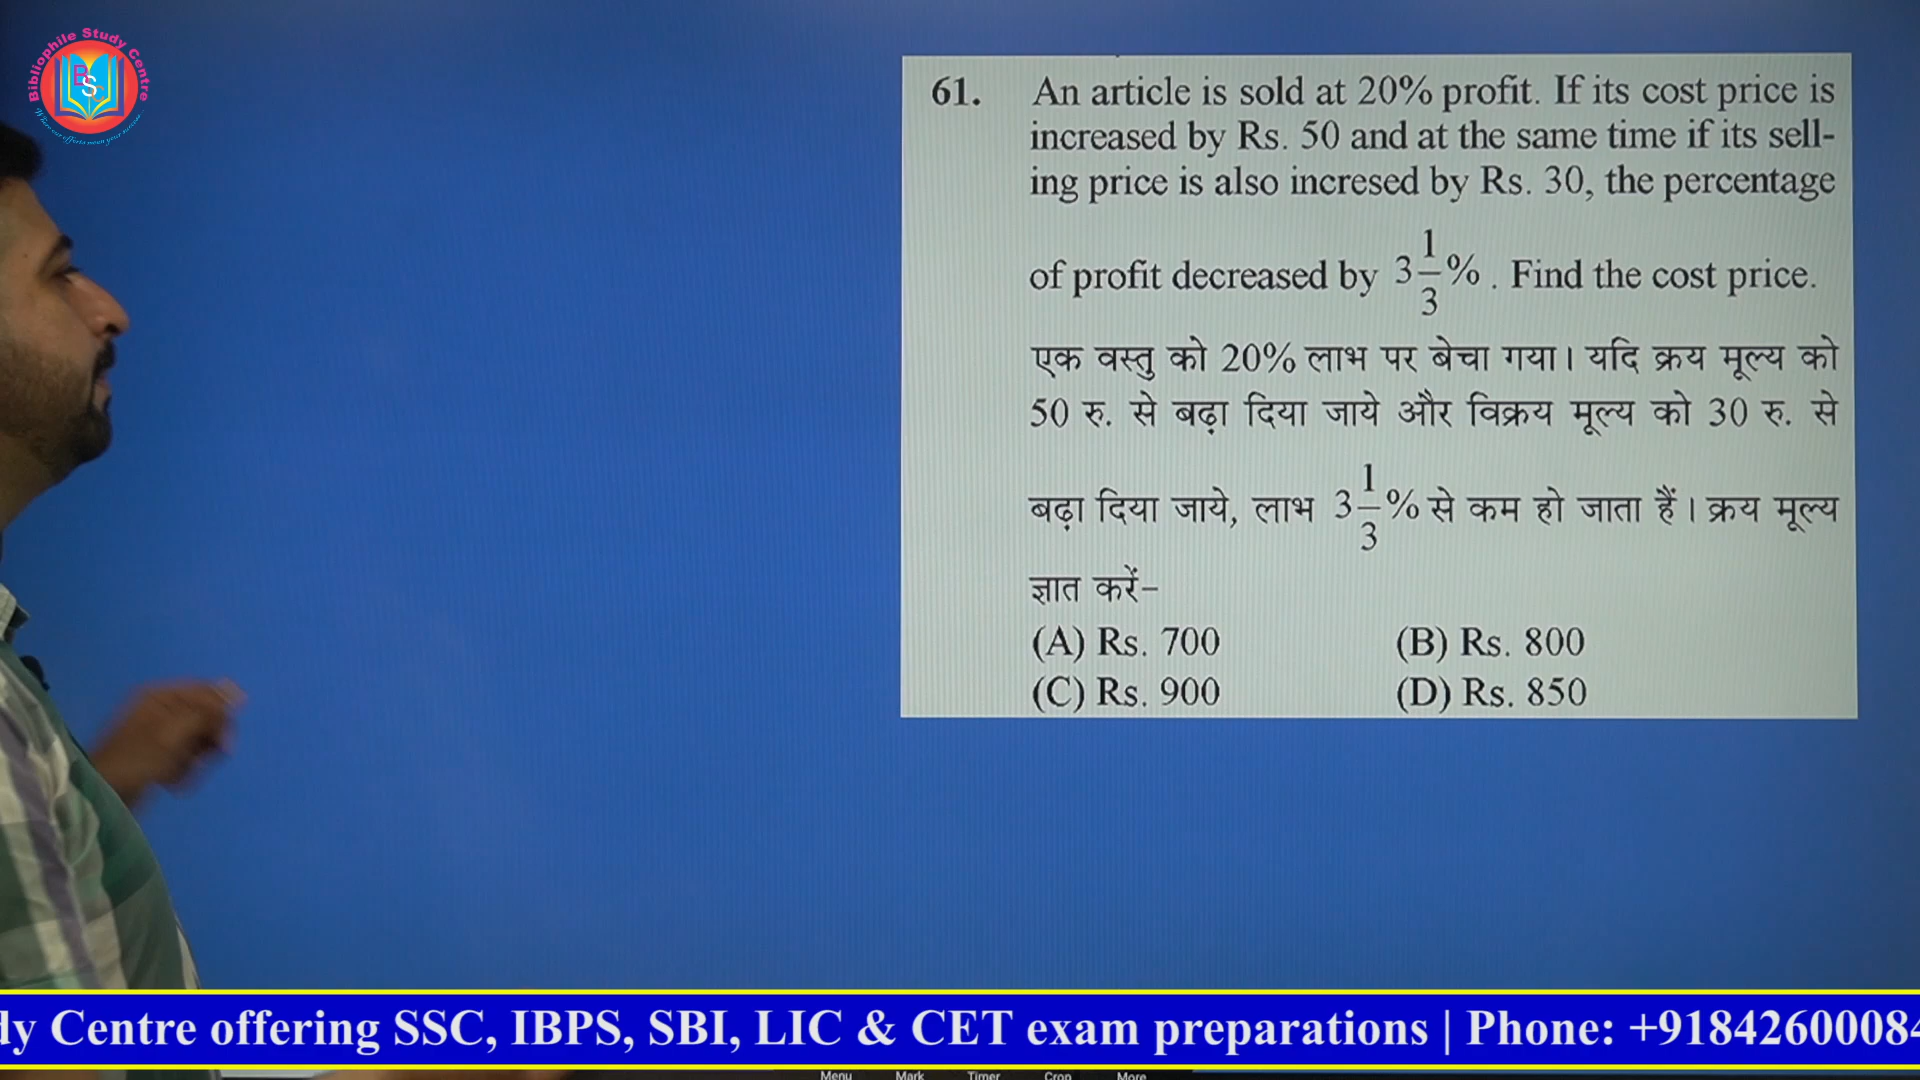 Bibliophile Study Centre
BSC
61. An article is sold at 20% profit. If its cost price is
increased by Rs. 50 and at the same time if its sell-
ing price is also incresed by Rs. 30, the percentage
of profit decreased by 3 1/3 % . Find the cost price.
एक वस्तु को 20% लाभ पर बेचा गया। यदि क्रय मूल्य को
50 रु. से बढ़ा दिया जाये और विक्रय मूल्य को 30 रु. से
बढ़ा दिया जाये, लाभ 3 1/3 % से कम हो जाता हैं। क्रय मूल्य
ज्ञात करें–
(A) Rs. 700 (B) Rs. 800
(C) Rs. 900 (D) Rs. 850
dy Centre offering SSC, IBPS, SBI, LIC & CET exam preparations | Phone: +9184260008
Menu Mark Timer Crop More